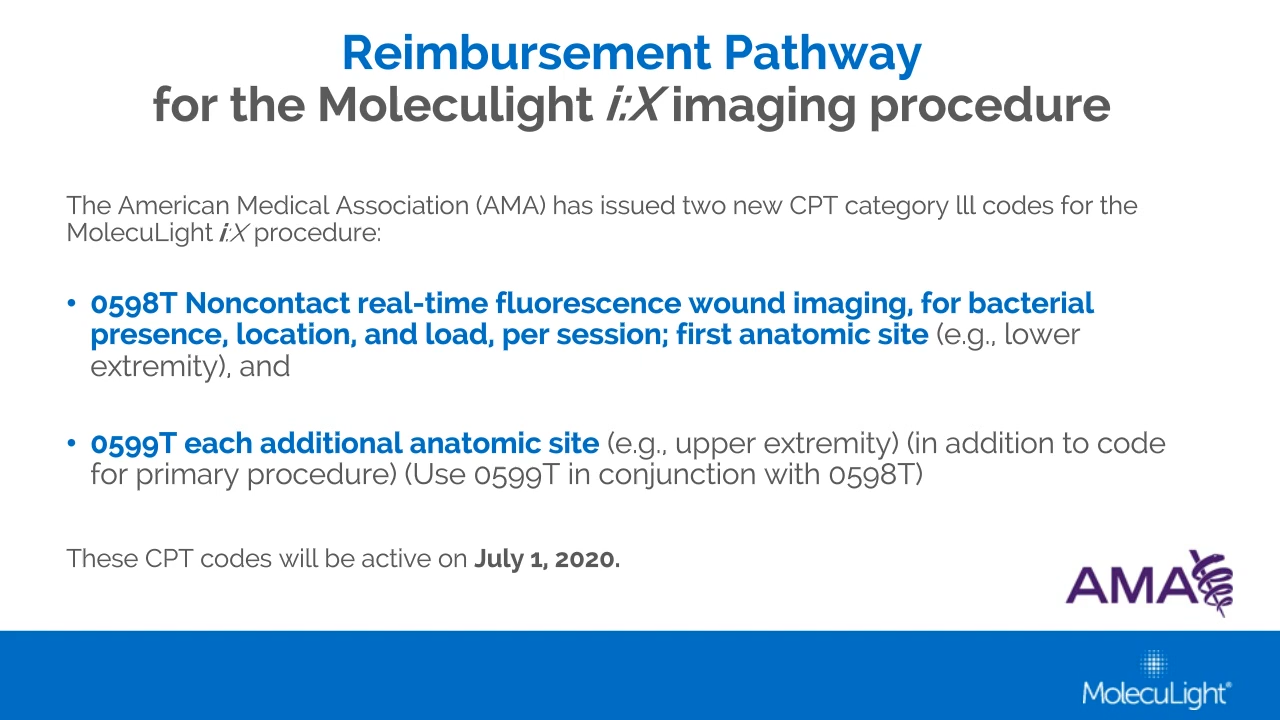 Reimbursement Pathway
for the Moleculight i:X imaging procedure
The American Medical Association (AMA) has issued two new CPT category lll codes for the
MolecuLight i:X procedure:
• 0598T Noncontact real-time fluorescence wound imaging, for bacterial
presence, location, and load, per session; first anatomic site (e.g., lower
extremity), and
• 0599T each additional anatomic site (e.g., upper extremity) (in addition to code
for primary procedure) (Use 0599T in conjunction with 0598T)
These CPT codes will be active on July 1, 2020.
AMA
MolecuLight®